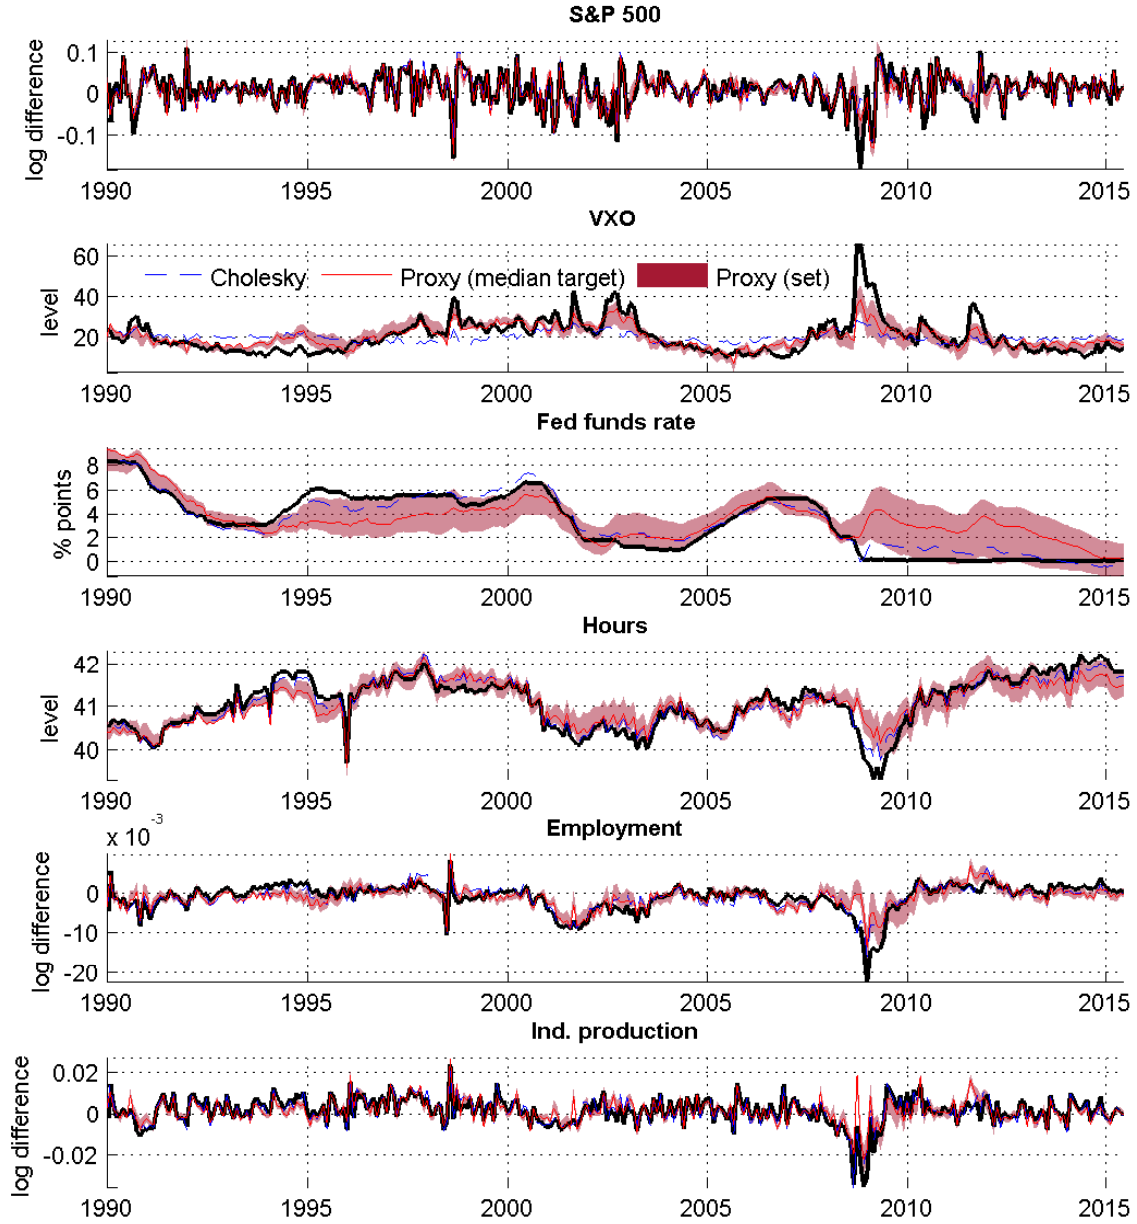 S&P 500
log difference
0.1
0
-0.1
1990 1995 2000 2005 2010 2015
VXO
level
60
40
20
Cholesky Proxy (median target) Proxy (set)
1990 1995 2000 2005 2010 2015
Fed funds rate
% points
8
6
4
2
0
1990 1995 2000 2005 2010 2015
Hours
level
42
41
40
1990 1995 2000 2005 2010 2015
Employment
x 10⁻³
log difference
0
-10
-20
1990 1995 2000 2005 2010 2015
Ind. production
log difference
0.02
0
-0.02
1990 1995 2000 2005 2010 2015